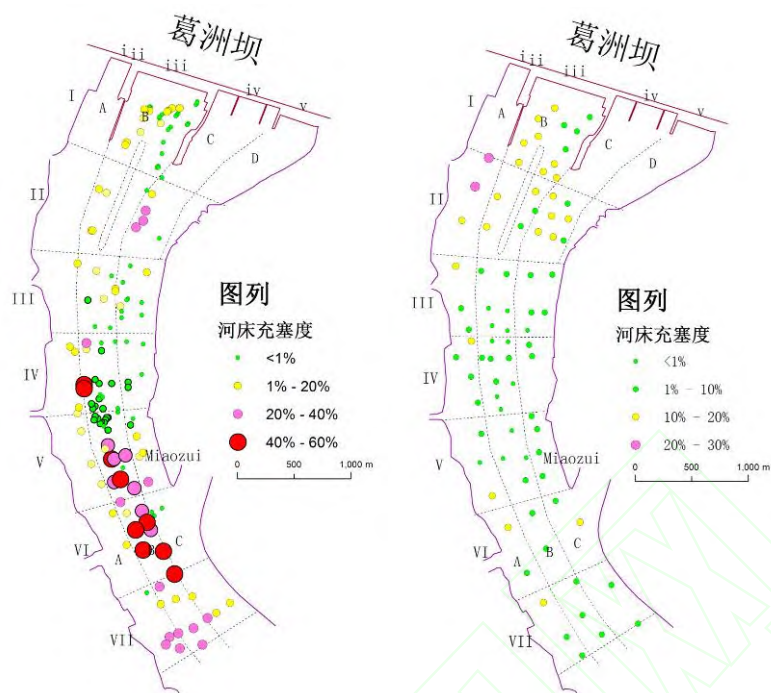 葛洲坝
ii
iii
iv
v
I
A
B
C
D
II
III
IV
V
Miaozui
VI
A
B
C
VII
图列
河床充塞度
<1%
1% - 20%
20% - 40%
40% - 60%
0 500 1,000 m
葛洲坝
ii
iii
iv
v
I
A
B
C
D
II
III
IV
V
Miaozui
VI
A
B
C
VII
图列
河床充塞度
<1%
1% - 10%
10% - 20%
20% - 30%
0 500 1,000 m